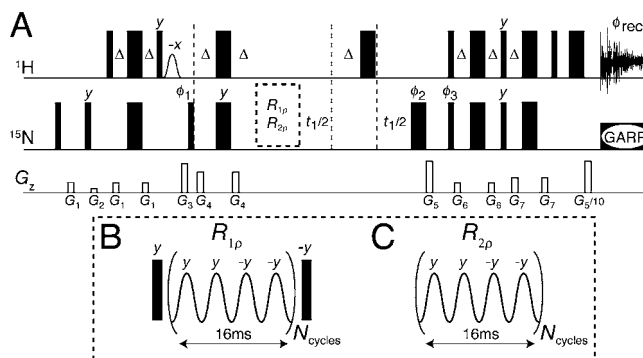 A
y
-x
ϕrec
¹H
Δ Δ Δ Δ Δ Δ Δ Δ
y
y
ϕ1
y
R1ρ
R2ρ
t1/2
t1/2
ϕ2
ϕ3
y
¹⁵N
GARP
Gz
G1 G2 G1 G1 G3 G4 G4 G5 G6 G6 G7 G7 G5/10
B
R1ρ
C
R2ρ
y
y y -y -y
-y
y y -y -y
16ms
Ncycles
16ms
Ncycles